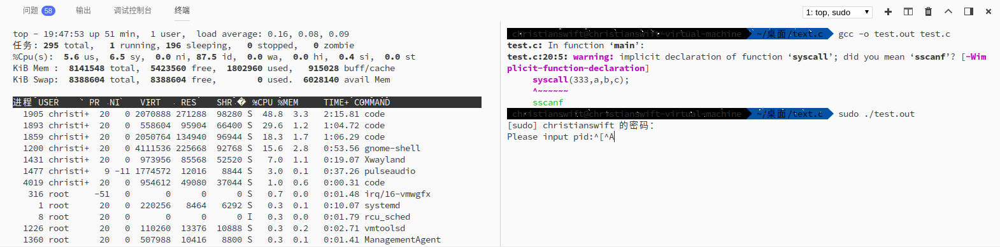 问题 58 输出 调试控制台 终端
1: top, sudo
top - 19:47:53 up 51 min,  1 user,  load average: 0.16, 0.08, 0.09
任务: 295 total,   1 running, 196 sleeping,   0 stopped,   0 zombie
%Cpu(s):  5.6 us,  6.5 sy,  0.0 ni, 87.5 id,  0.0 wa,  0.0 hi,  0.4 si,  0.0 st
KiB Mem :  8141548 total,  5423560 free,  1802960 used,   915028 buff/cache
KiB Swap:  8388604 total,  8388604 free,        0 used.  6028140 avail Mem
进程 USER      PR  NI    VIRT    RES    SHR � %CPU %MEM     TIME+ COMMAND
1905 christi+  20   0 2070888 271288  98280 S  48.8  3.3   2:15.81 code
1893 christi+  20   0  558604  95904  66400 S  29.6  1.2   1:04.72 code
1859 christi+  20   0 2050764 134940  96944 S  18.3  1.7   1:06.29 code
1200 christi+  20   0 4111536 225668  92768 S  15.6  2.8   0:53.56 gnome-shell
1431 christi+  20   0  973956  85568  52520 S   7.0  1.1   0:19.07 Xwayland
1477 christi+   9 -11 1774572  12016   8844 S   3.0  0.1   0:37.26 pulseaudio
4019 christi+  20   0  954612  49080  37044 S   1.0  0.6   0:00.31 code
316 root     -51   0       0      0      0 S   0.7  0.0   0:01.48 irq/16-vmwgfx
1 root      20   0  220256   8464   6292 S   0.3  0.1   0:10.07 systemd
8 root      20   0       0      0      0 I   0.3  0.0   0:01.79 rcu_sched
1226 root      20   0  110260  13376  10888 S   0.3  0.2   0:02.71 vmtoolsd
1360 root      20   0  507988  10416   8800 S   0.3  0.1   0:01.41 ManagementAgent
christianswift@christianswift-virtual-machine ~/桌面/text.c gcc -o test.out test.c
test.c: In function ‘main’:
test.c:20:5: warning: implicit declaration of function ‘syscall’; did you mean ‘sscanf’? [-Wim
plicit-function-declaration]
syscall(333,a,b,c);
^~~~~~~
sscanf
christianswift@christianswift-virtual-machine ~/桌面/text.c sudo ./test.out
[sudo] christianswift 的密码:
Please input pid:^[^A